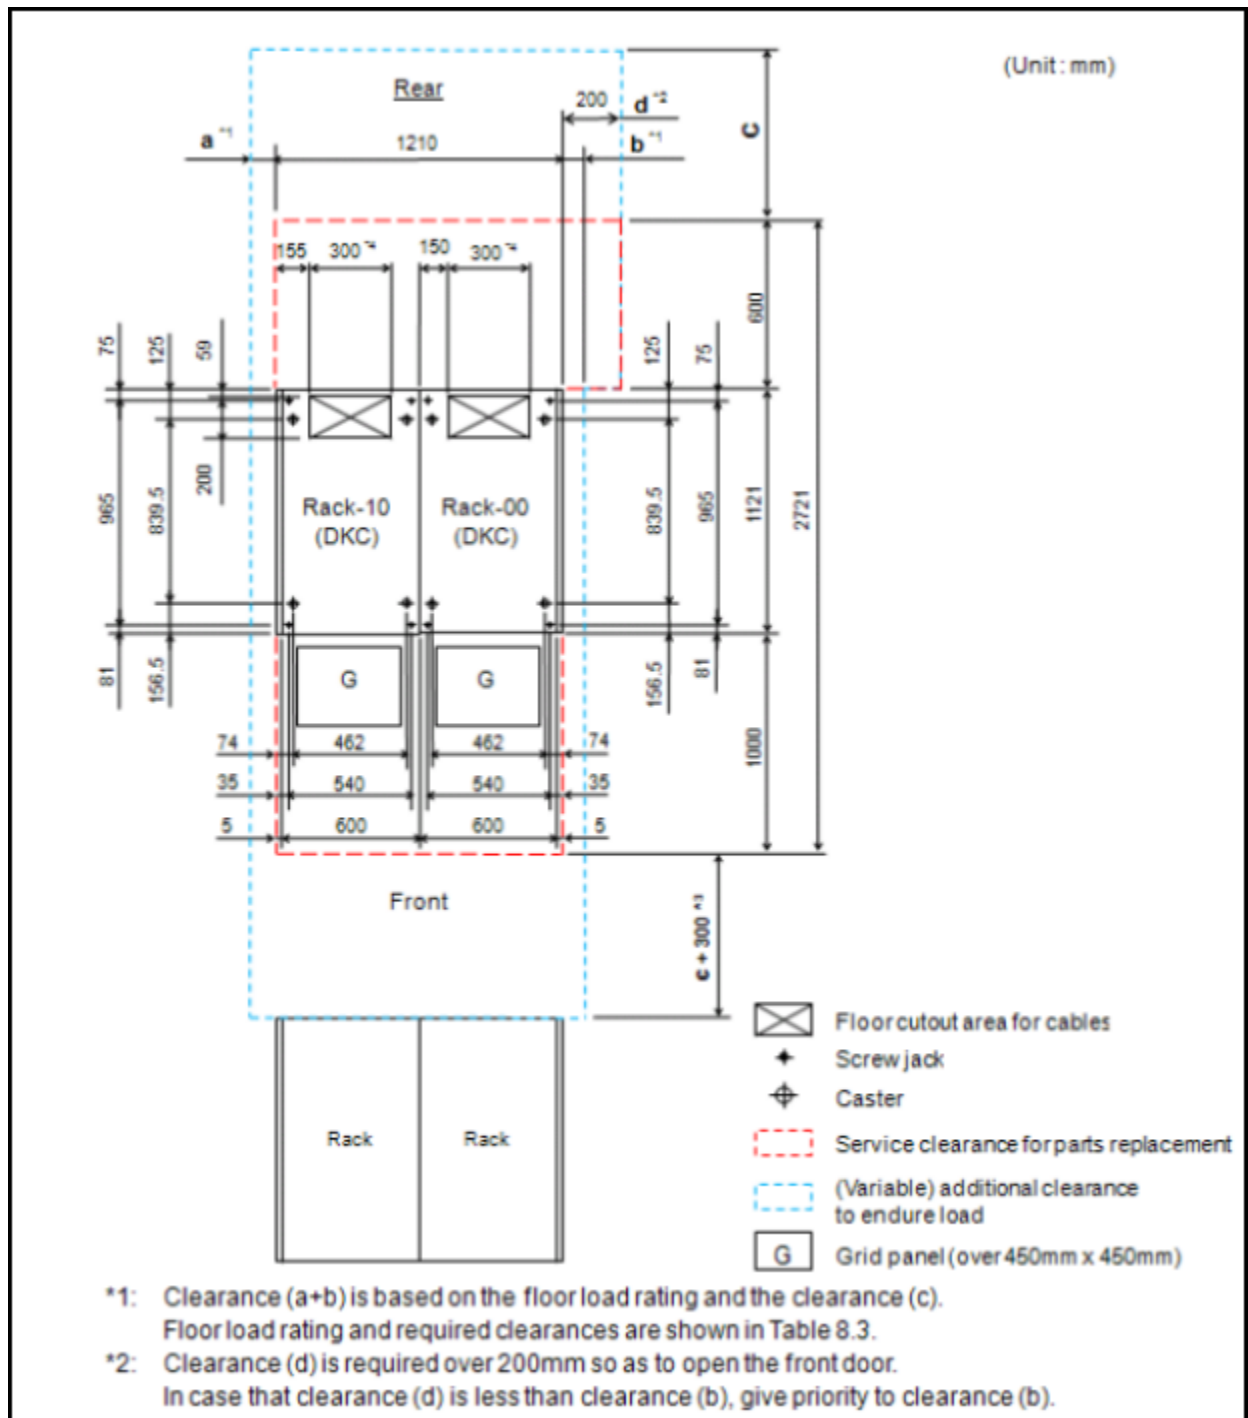 (Unit : mm)
Rear
200 d *2
a *1
1210
b *1
C
155 300 *4 150 300 *4
600
75
125
59
125
75
965
839.5
200
Rack-10
(DKC)
Rack-00
(DKC)
839.5
965
1121
2721
81
156.5
G
G
156.5
81
74 462 462 74
1000
35 540 540 35
5 600 600 5
Front
c + 300 *3
Floor cutout area for cables
Screw jack
Caster
Rack
Rack
Service clearance for parts replacement
(Variable) additional clearance
to endure load
G Grid panel (over 450mm x 450mm)
*1: Clearance (a+b) is based on the floor load rating and the clearance (c).
Floor load rating and required clearances are shown in Table 8.3.
*2: Clearance (d) is required over 200mm so as to open the front door.
In case that clearance (d) is less than clearance (b), give priority to clearance (b).